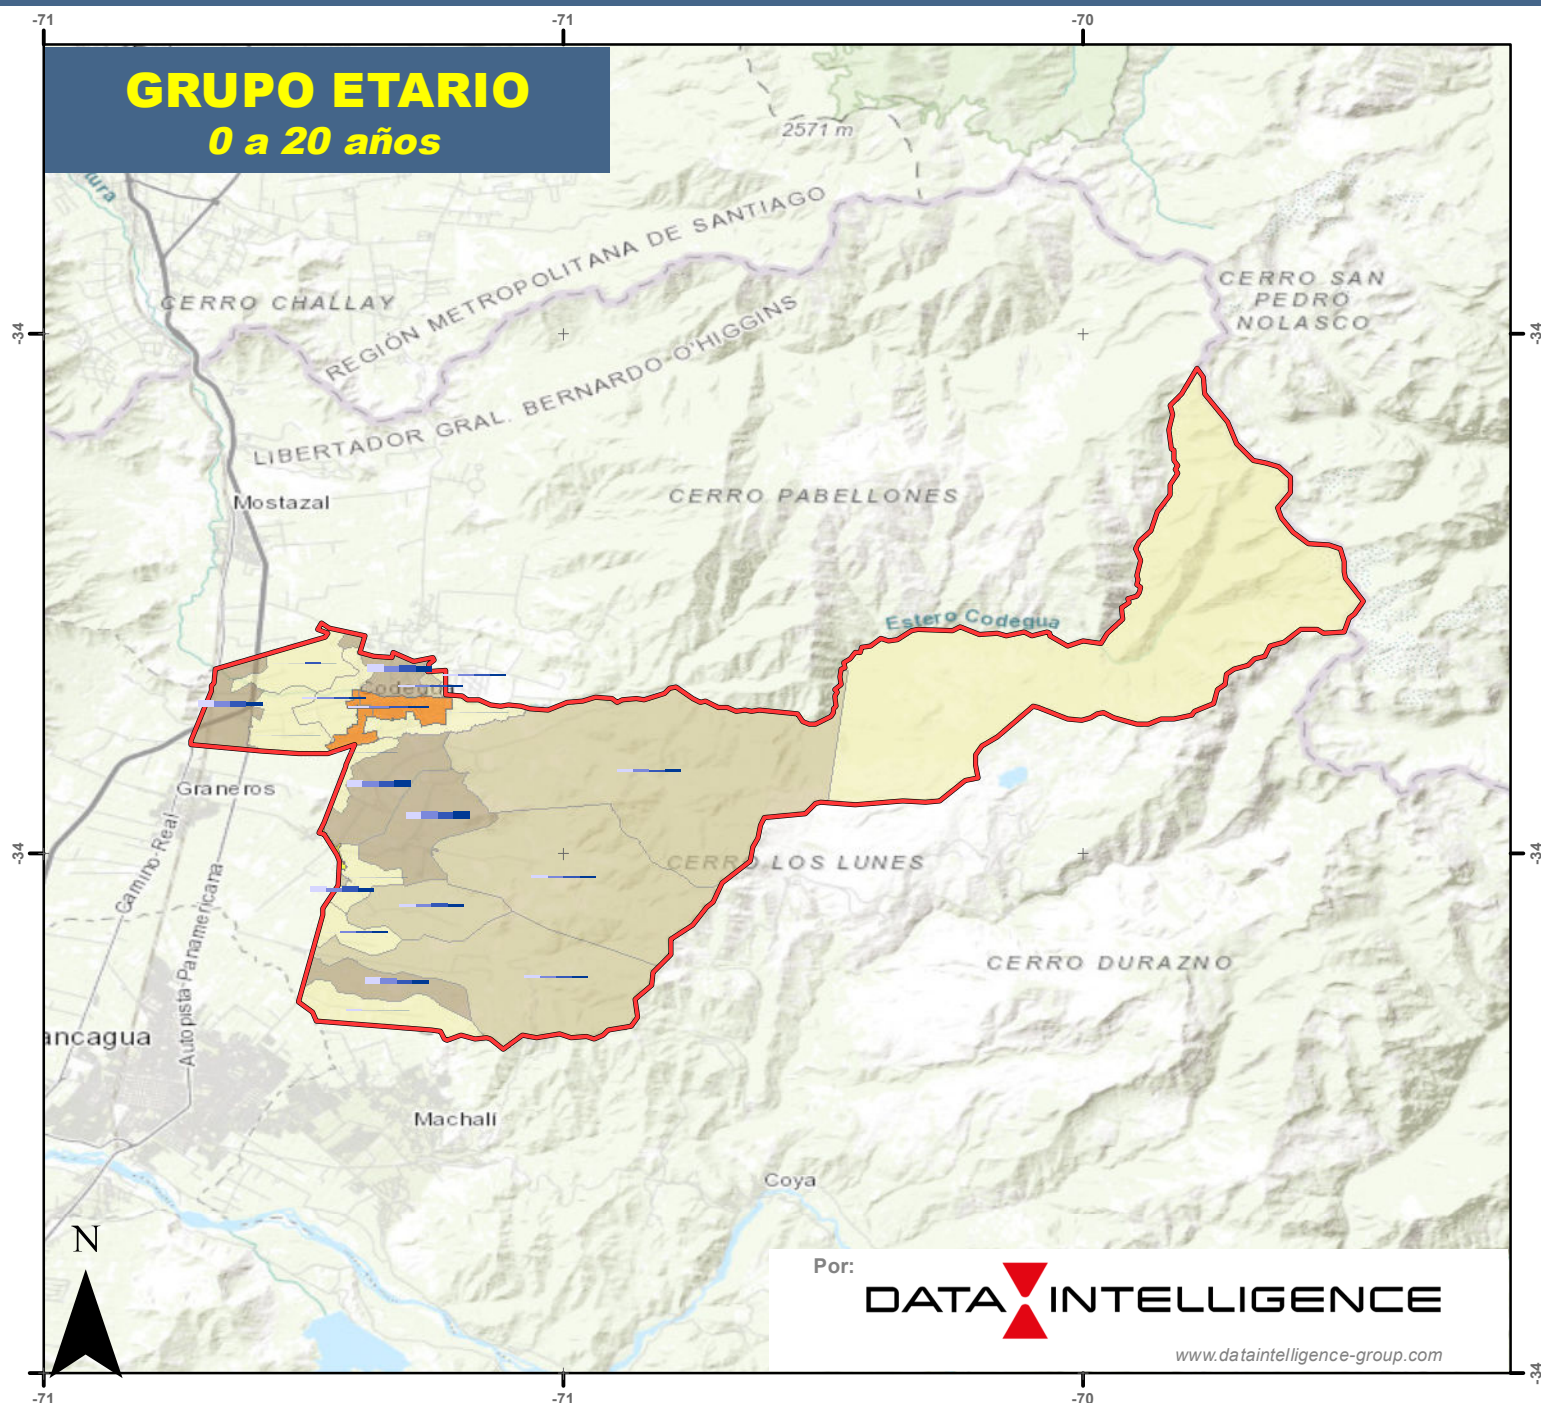 -71
-71
-70
GRUPO ETARIO
0 a 20 años
2571 m
REGIÓN METROPOLITANA DE SANTIAGO
CERRO SAN
PEDRO
NOLASCO
CERRO CHALLAY
LIBERTADOR GRAL. BERNARDO O'HIGGINS
-34
-34
Mostazal
CERRO PABELLONES
Estero Codegua
Codegua
Graneros
-34
-34
CERRO LOS LUNES
Camino Real
Autopista Panamericana
CERRO DURAZNO
ancagua
Machalí
Coya
N
Por:
DATA INTELLIGENCE
www.dataintelligence-group.com
-34
-34
-71
-71
-70